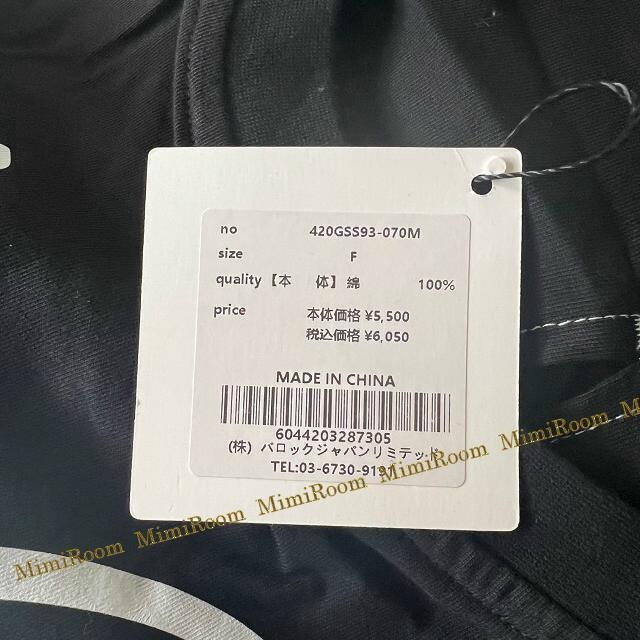 no 420GSS93-070M
size F
quality 【本 体】 綿 100%
price 本体価格 ¥5,500
税込価格 ¥6,050
MADE IN CHINA
6044203287305
(株) バロックジャパンリミテッド
TEL:03-6730-9191
MimiRoom MimiRoom MimiRoom MimiRoom MimiRoom MimiRoom